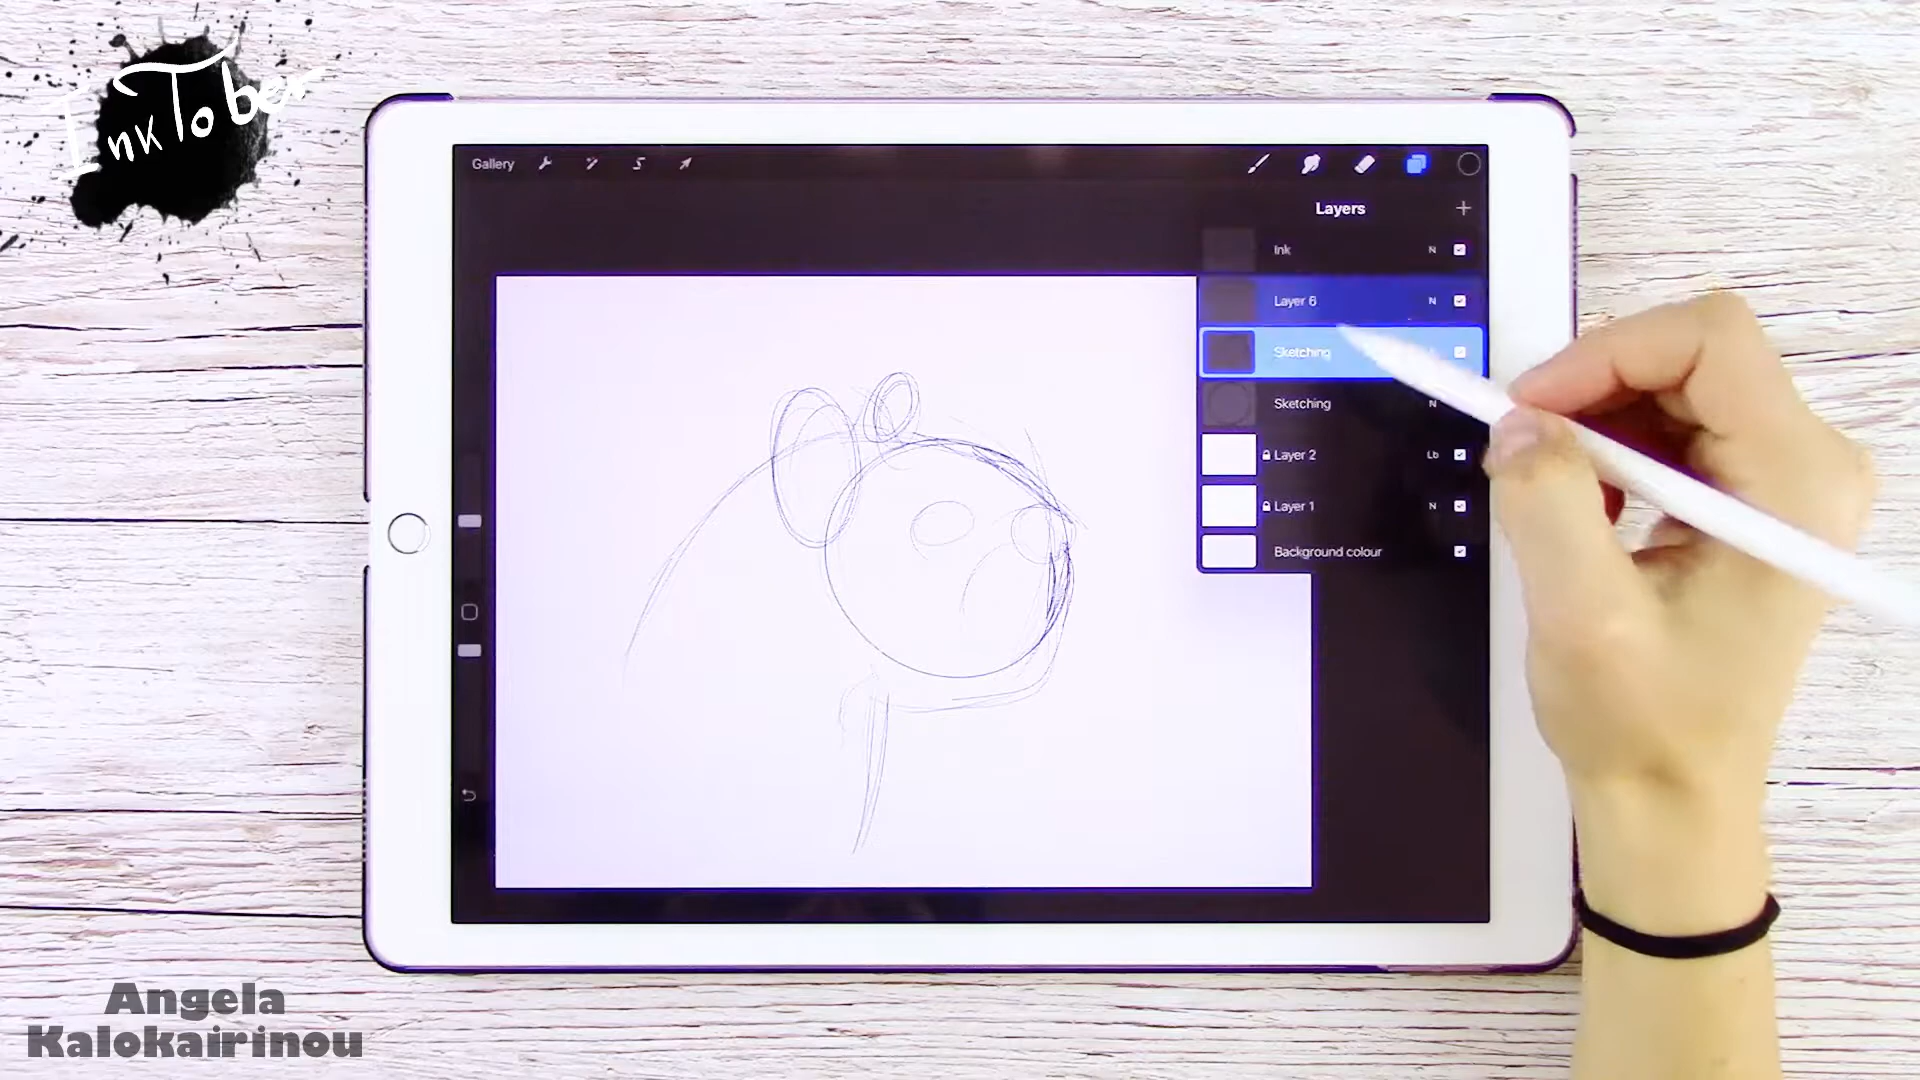 InkTober
Gallery
Layers
Ink N
Layer 6 N
Sketching
Sketching N
Layer 2 Lb
Layer 1 N
Background colour
Angela
Kalokairinou